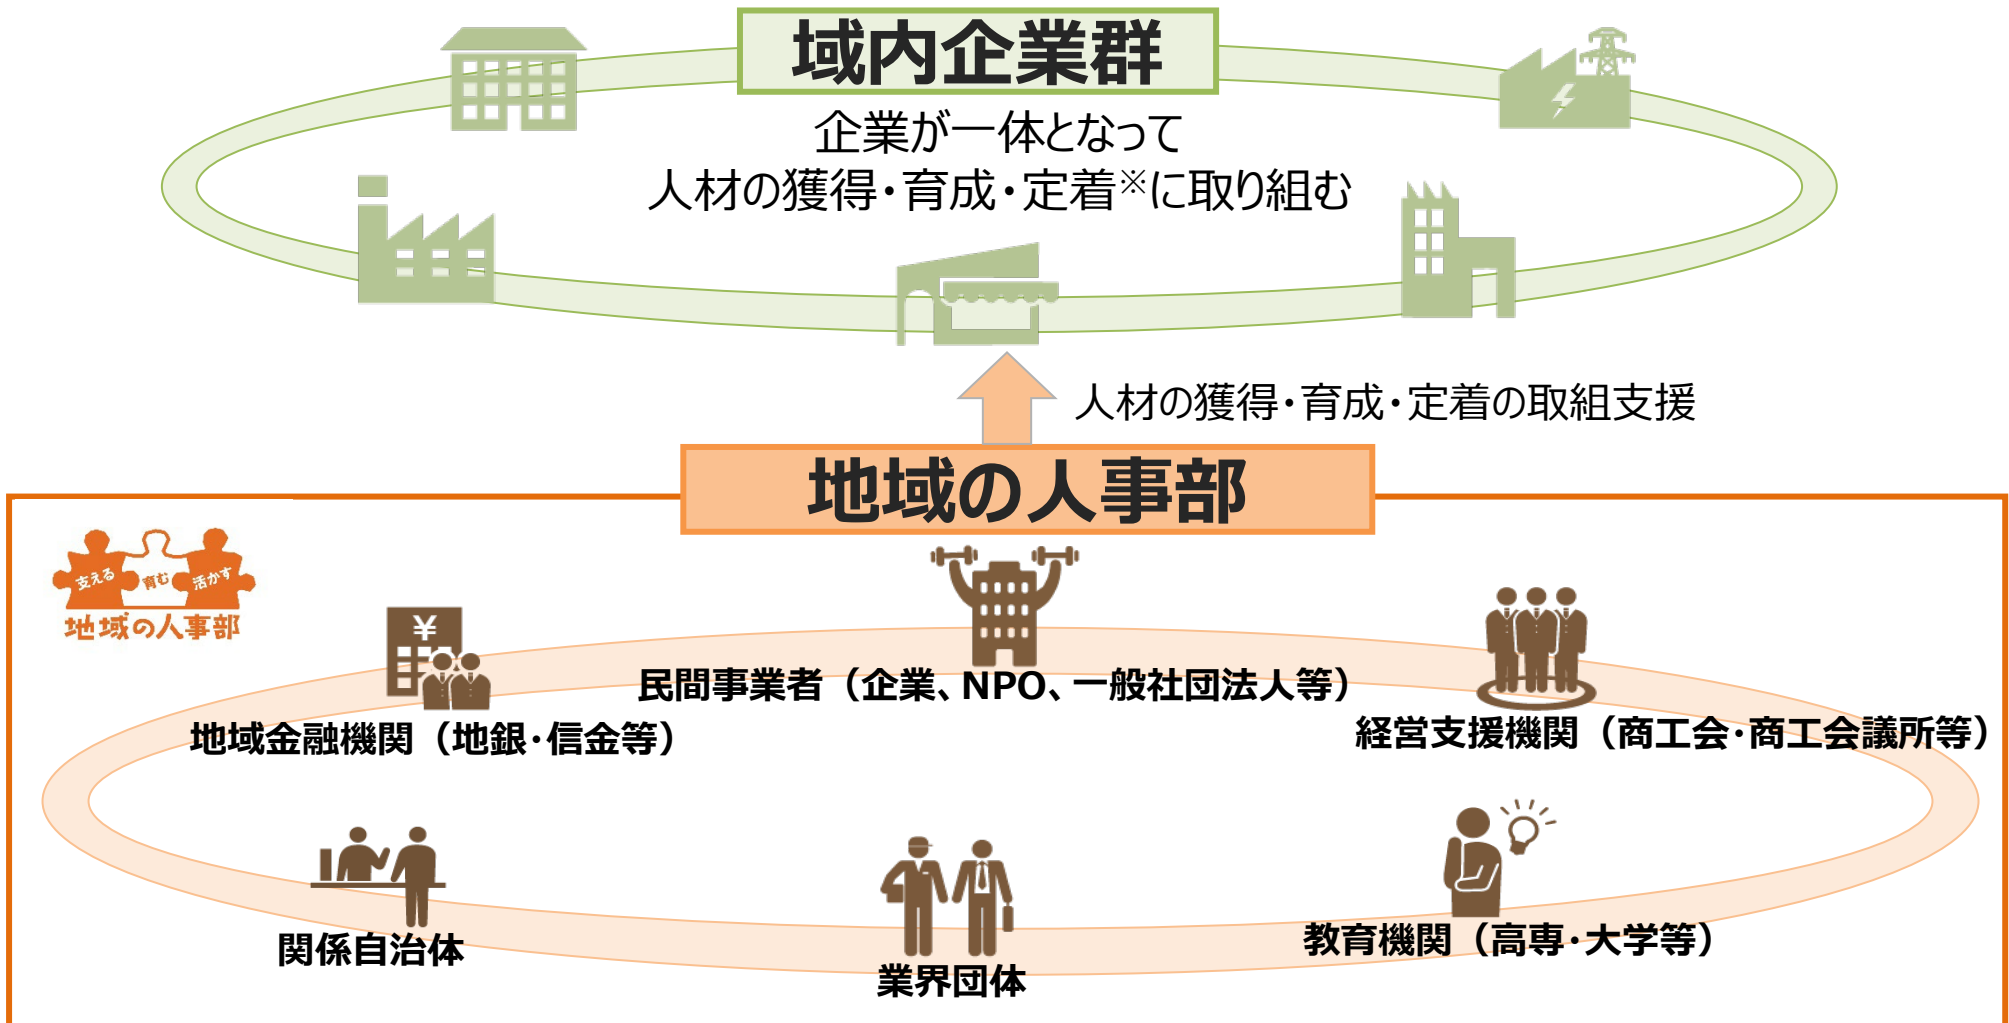 域内企業群
企業が一体となって
人材の獲得・育成・定着※に取り組む
人材の獲得・育成・定着の取組支援
地域の人事部
支える
育む
活かす
地域の人事部
¥
民間事業者（企業、NPO、一般社団法人等）
地域金融機関（地銀･信金等）
経営支援機関（商工会･商工会議所等）
関係自治体
業界団体
教育機関（高専･大学等）